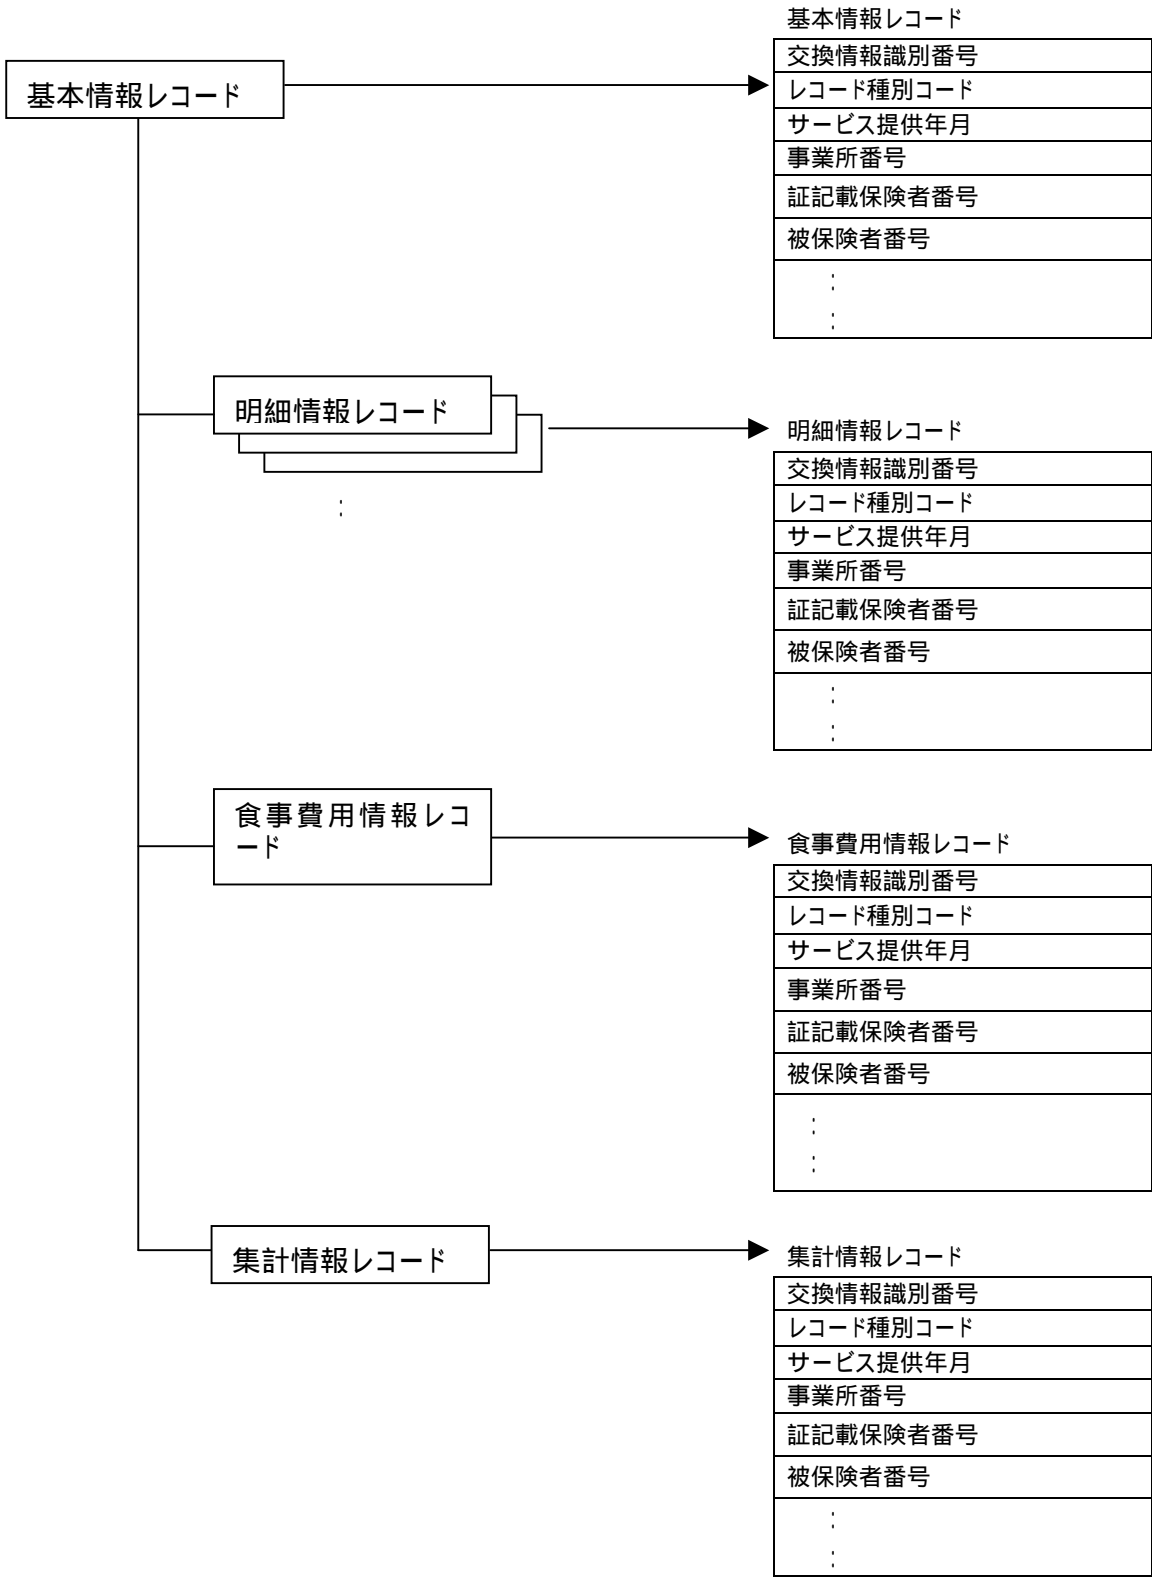 基本情報レコード
基本情報レコード
交換情報識別番号
レコード種別コード
サービス提供年月
事業所番号
証記載保険者番号
被保険者番号
:
:
明細情報レコード
:
明細情報レコード
交換情報識別番号
レコード種別コード
サービス提供年月
事業所番号
証記載保険者番号
被保険者番号
:
:
食事費用情報レコ
ード
食事費用情報レコード
交換情報識別番号
レコード種別コード
サービス提供年月
事業所番号
証記載保険者番号
被保険者番号
:
:
集計情報レコード
集計情報レコード
交換情報識別番号
レコード種別コード
サービス提供年月
事業所番号
証記載保険者番号
被保険者番号
:
: